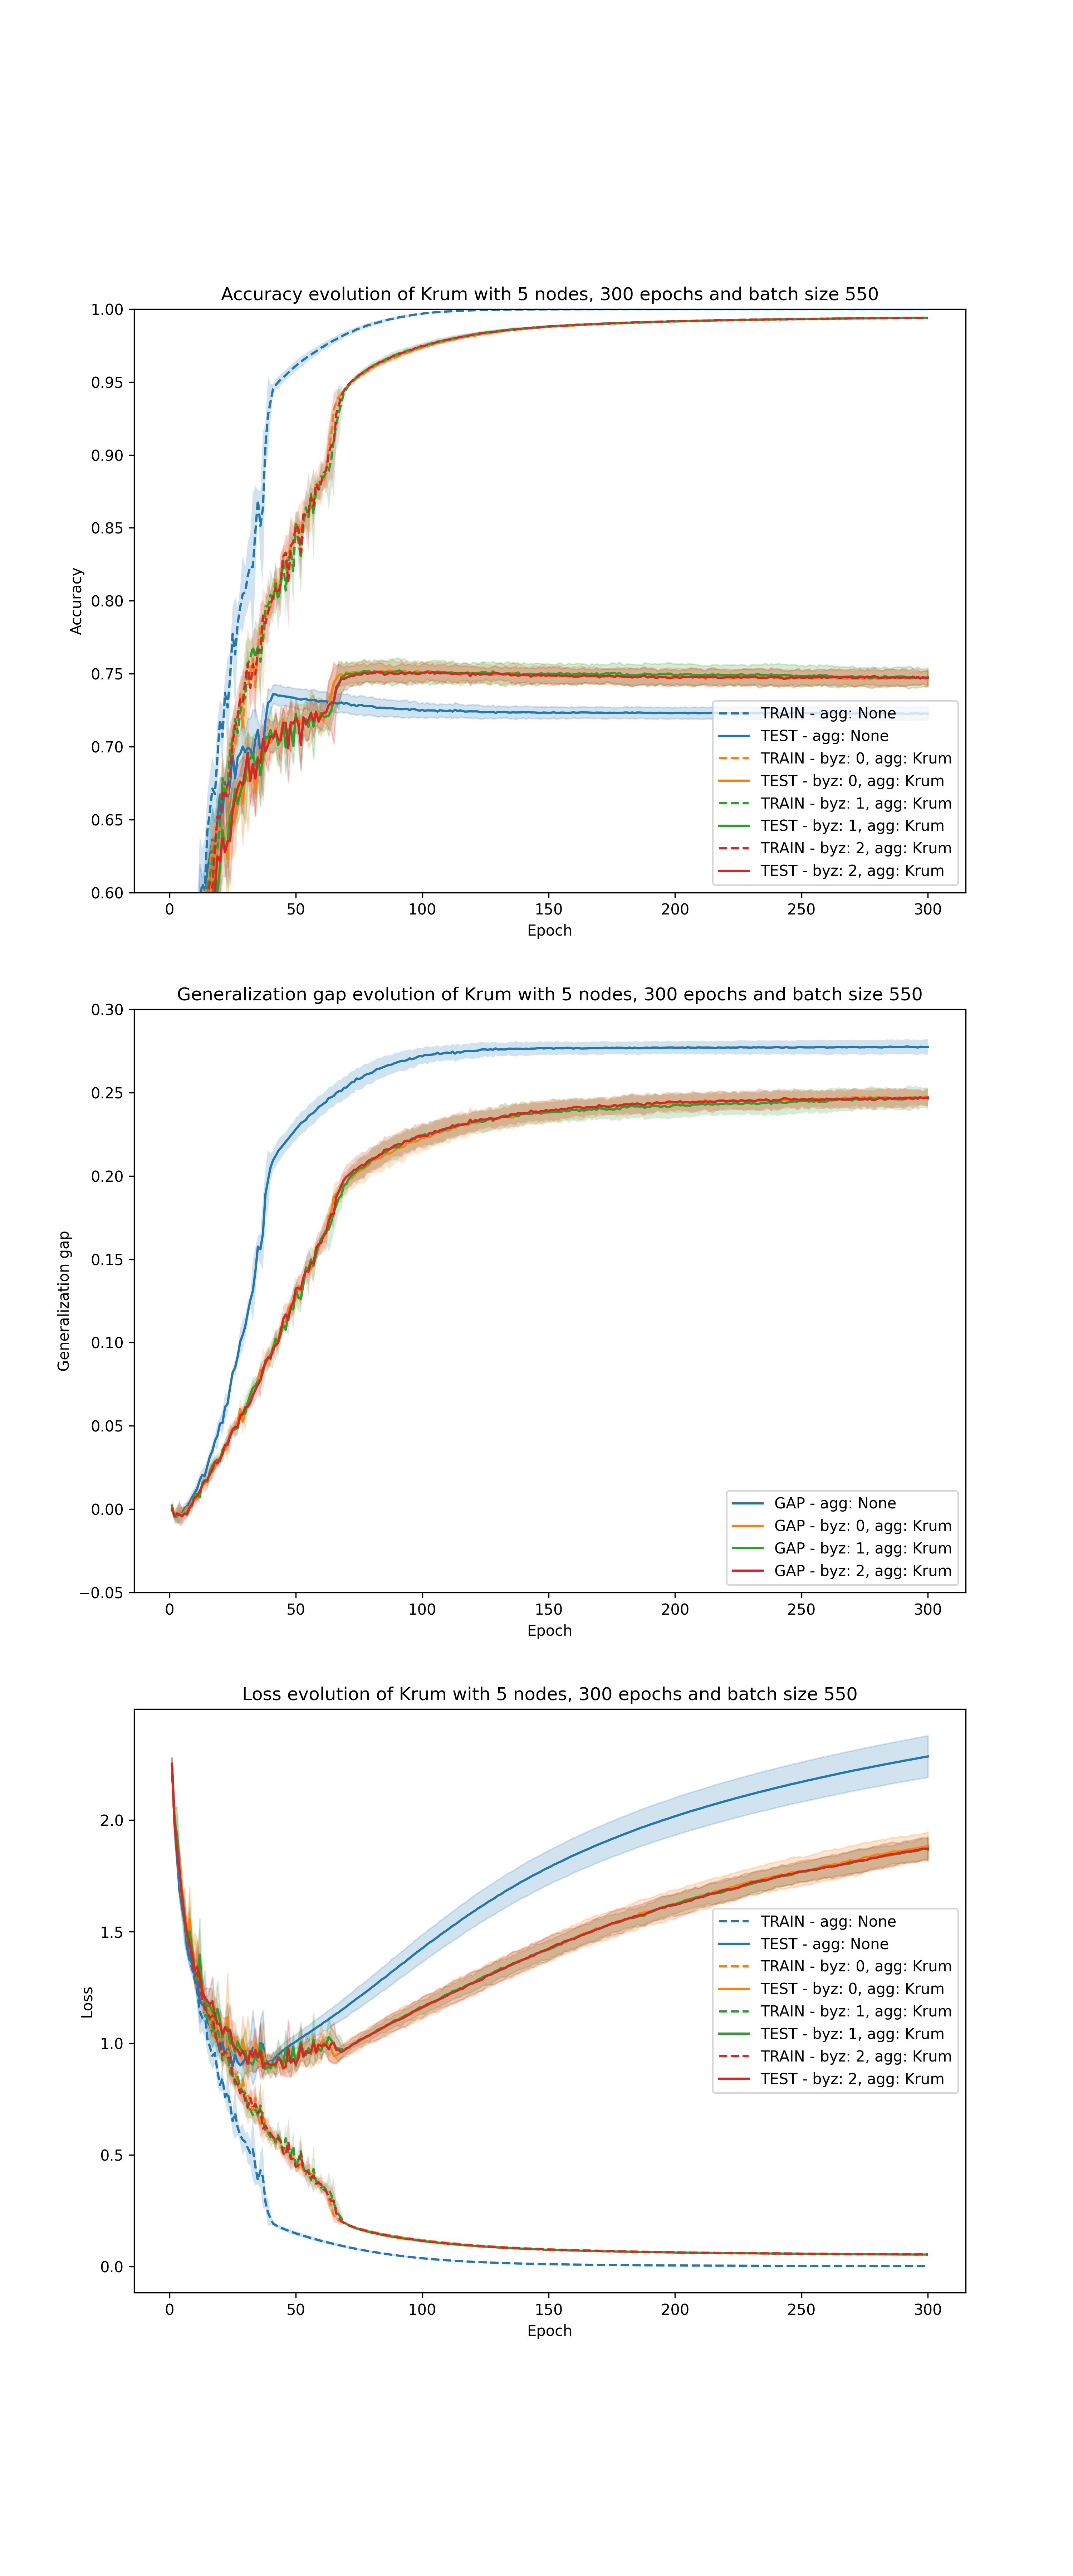 Accuracy evolution of Krum with 5 nodes, 300 epochs and batch size 550
1.00
0.95
0.90
0.85
0.80
0.75
0.70
0.65
0.60
Accuracy
TRAIN - agg: None
TEST - agg: None
TRAIN - byz: 0, agg: Krum
TEST - byz: 0, agg: Krum
TRAIN - byz: 1, agg: Krum
TEST - byz: 1, agg: Krum
TRAIN - byz: 2, agg: Krum
TEST - byz: 2, agg: Krum
0 50 100 150 200 250 300
Epoch
Generalization gap evolution of Krum with 5 nodes, 300 epochs and batch size 550
0.30
0.25
0.20
0.15
0.10
0.05
0.00
−0.05
Generalization gap
GAP - agg: None
GAP - byz: 0, agg: Krum
GAP - byz: 1, agg: Krum
GAP - byz: 2, agg: Krum
0 50 100 150 200 250 300
Epoch
Loss evolution of Krum with 5 nodes, 300 epochs and batch size 550
2.0
1.5
1.0
0.5
0.0
Loss
TRAIN - agg: None
TEST - agg: None
TRAIN - byz: 0, agg: Krum
TEST - byz: 0, agg: Krum
TRAIN - byz: 1, agg: Krum
TEST - byz: 1, agg: Krum
TRAIN - byz: 2, agg: Krum
TEST - byz: 2, agg: Krum
0 50 100 150 200 250 300
Epoch